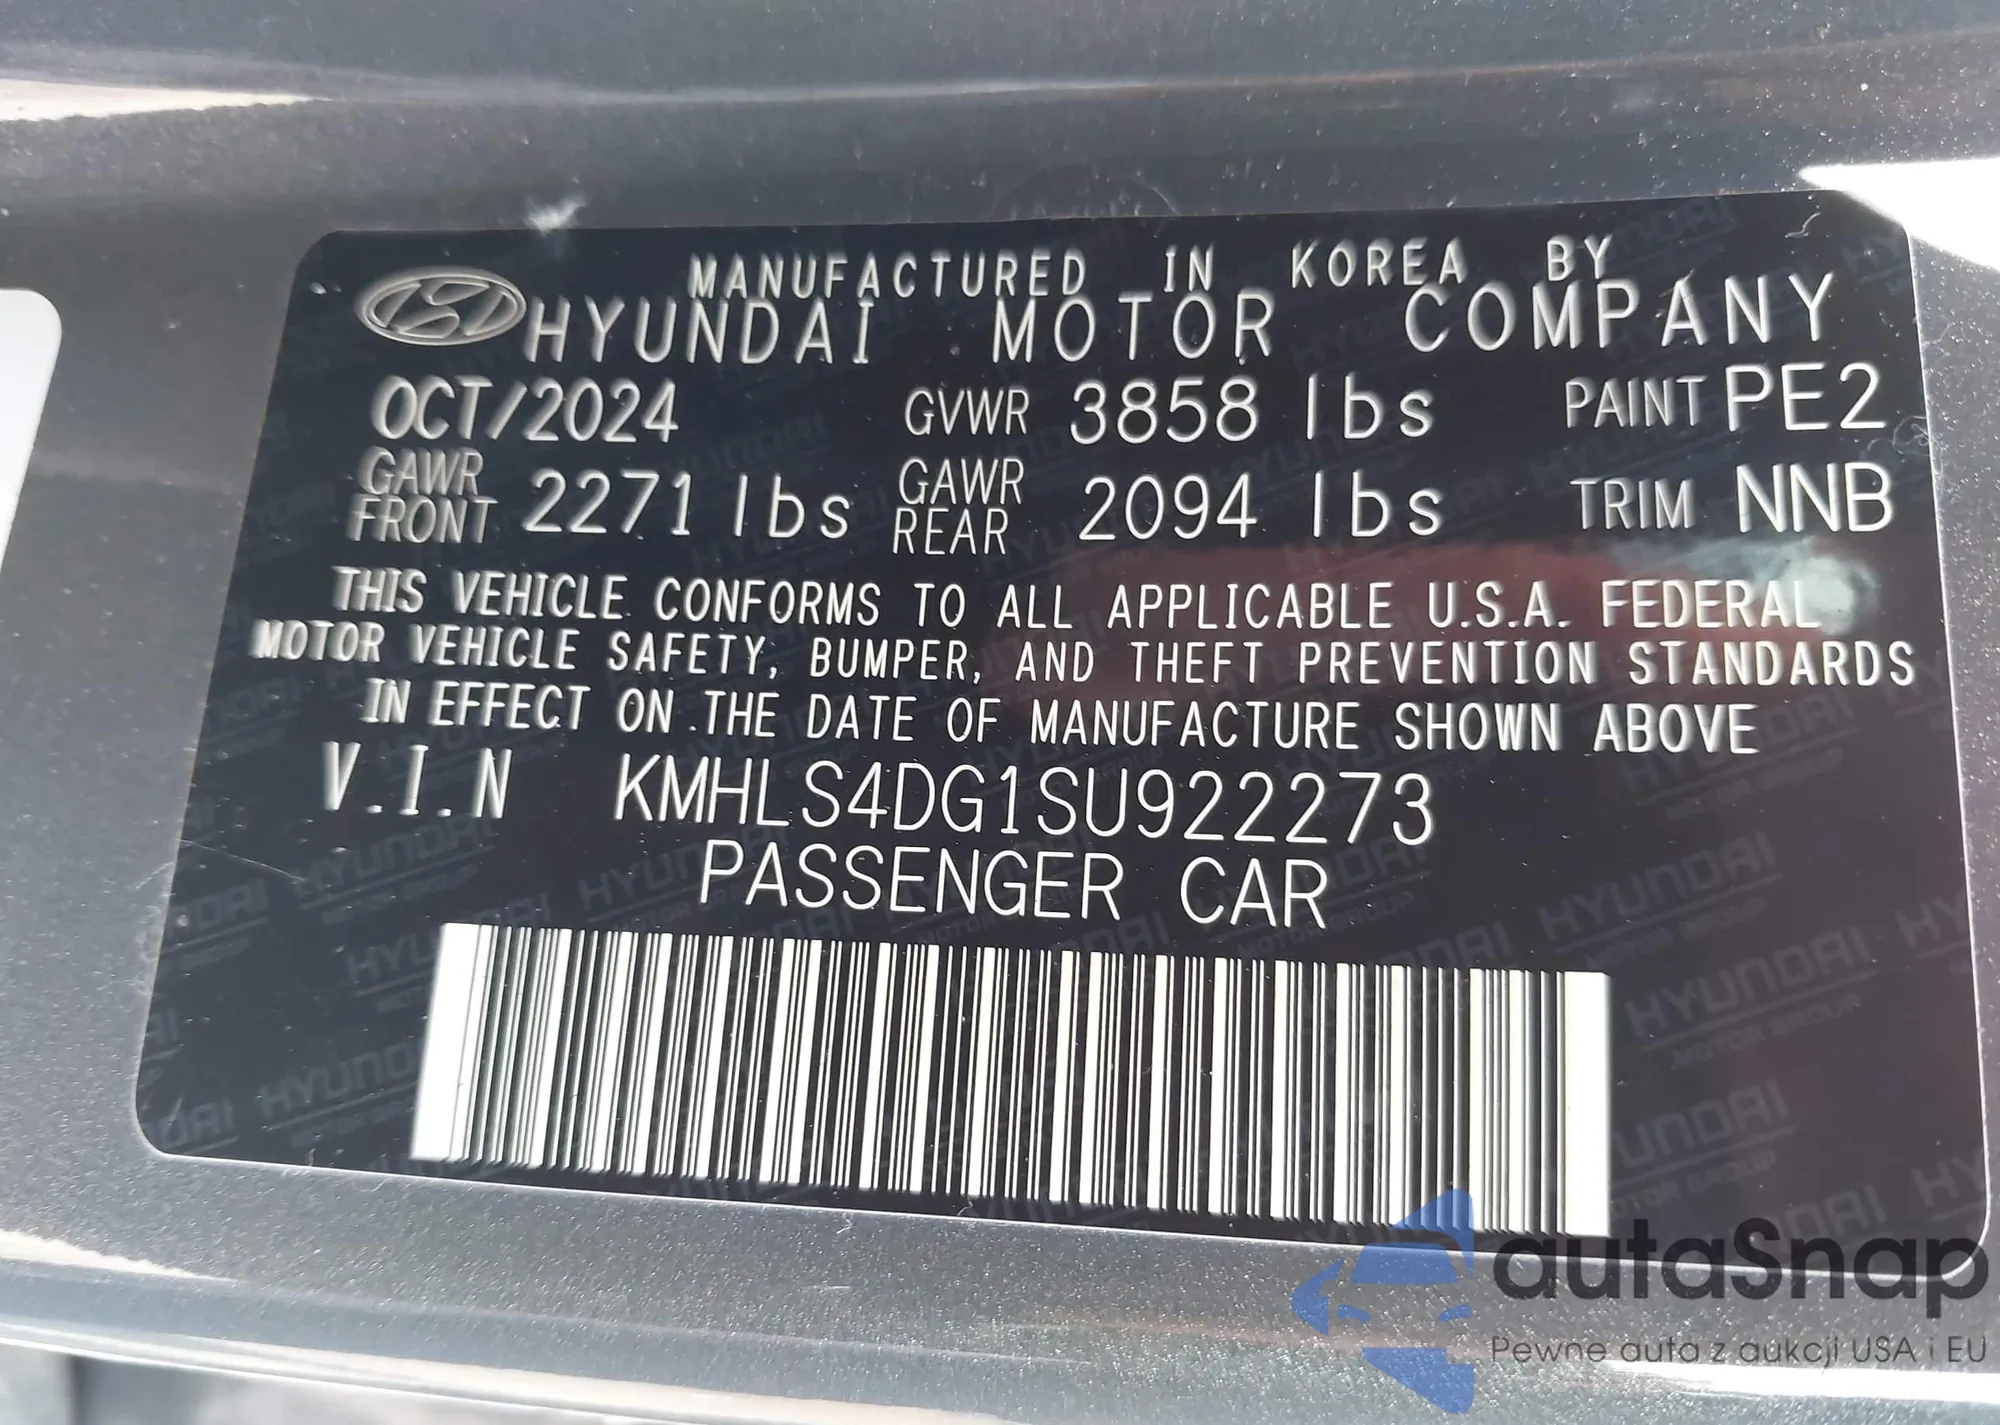 MANUFACTURED IN KOREA BY
HYUNDAI MOTOR COMPANY
OCT/2024 GVWR 3858 lbs PAINT PE2
GAWR FRONT 2271 lbs GAWR REAR 2094 lbs TRIM NNB
THIS VEHICLE CONFORMS TO ALL APPLICABLE U.S.A. FEDERAL
MOTOR VEHICLE SAFETY, BUMPER, AND THEFT PREVENTION STANDARDS
IN EFFECT ON THE DATE OF MANUFACTURE SHOWN ABOVE
V.I.N KMHLS4DG1SU922273
PASSENGER CAR
autaSnap
Pewne auta z aukcji USA i EU